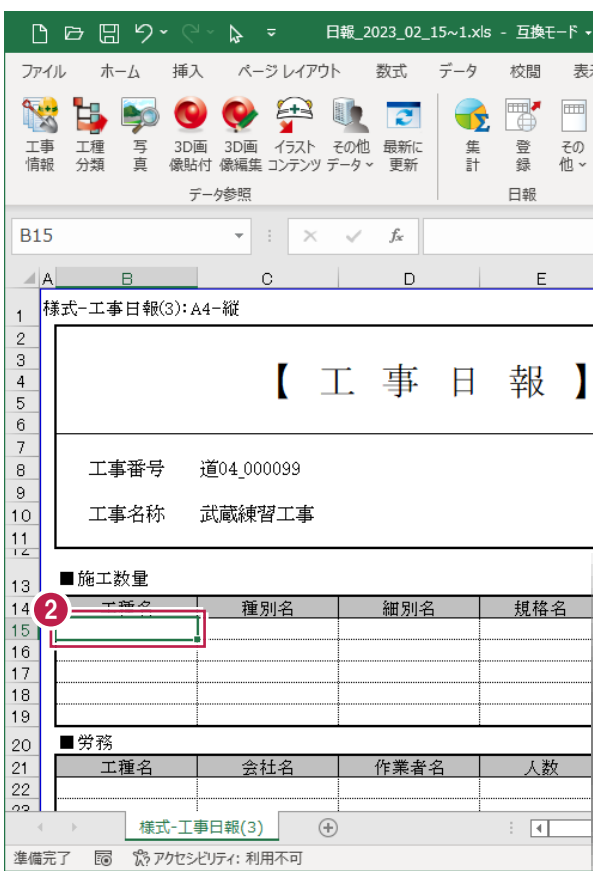 日報_2023_02_15~1.xls - 互換モード
ファイル ホーム 挿入 ページ レイアウト 数式 データ 校閲
工事情報 工種分類 写真 3D画像貼付 3D画像編集 イラストコンテンツ その他データ 最新に更新 集計 登録 その他
データ参照 日報
B15 fx
A B C D E
1 様式-工事日報(3):A4-縦
2
3
4 【 工 事 日 報 】
5
6
7
8 工事番号 道04_000099
9
10 工事名称 武蔵練習工事
11
12
13 ■施工数量
14 工種名 種別名 細別名 規格名
2
15
16
17
18
19
20 ■労務
21 工種名 会社名 作業者名 人数
22
23
様式-工事日報(3)
準備完了 アクセシビリティ: 利用不可